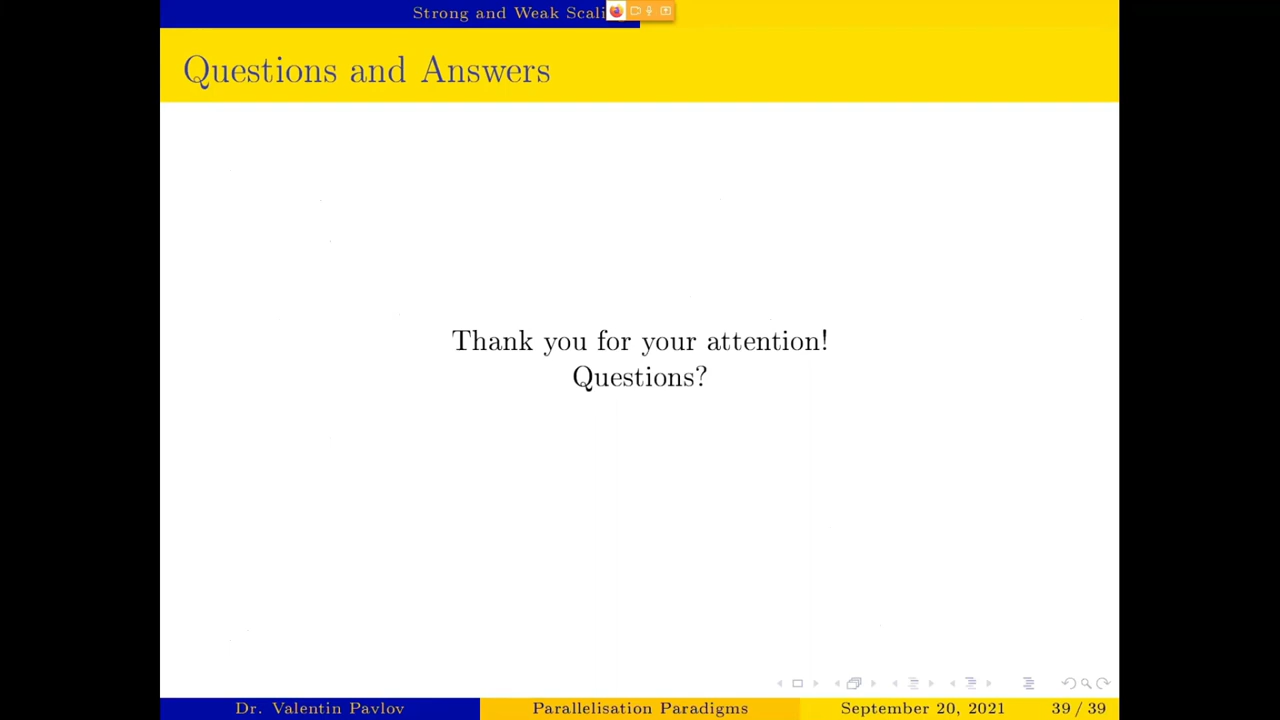 Strong and Weak Scali
Questions and Answers
Thank you for your attention!
Questions?
Dr. Valentin Pavlov
Parallelisation Paradigms
September 20, 2021
39 / 39